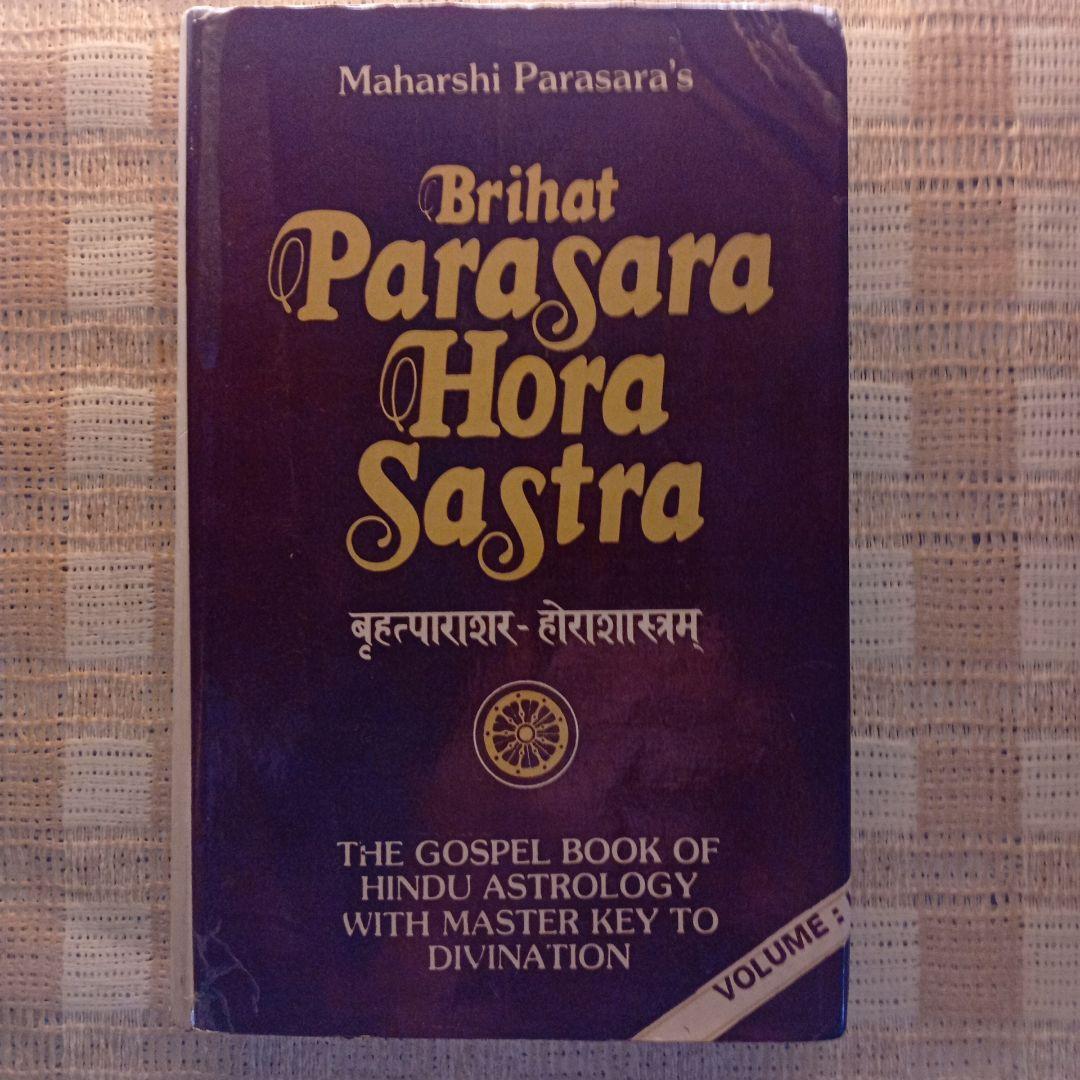 Maharshi Parasara's
Brihat
Parasara
Hora
Sastra
बृहत्पाराशर-होराशास्त्रम्
THE GOSPEL BOOK OF
HINDU ASTROLOGY
WITH MASTER KEY TO
DIVINATION
VOLUME :